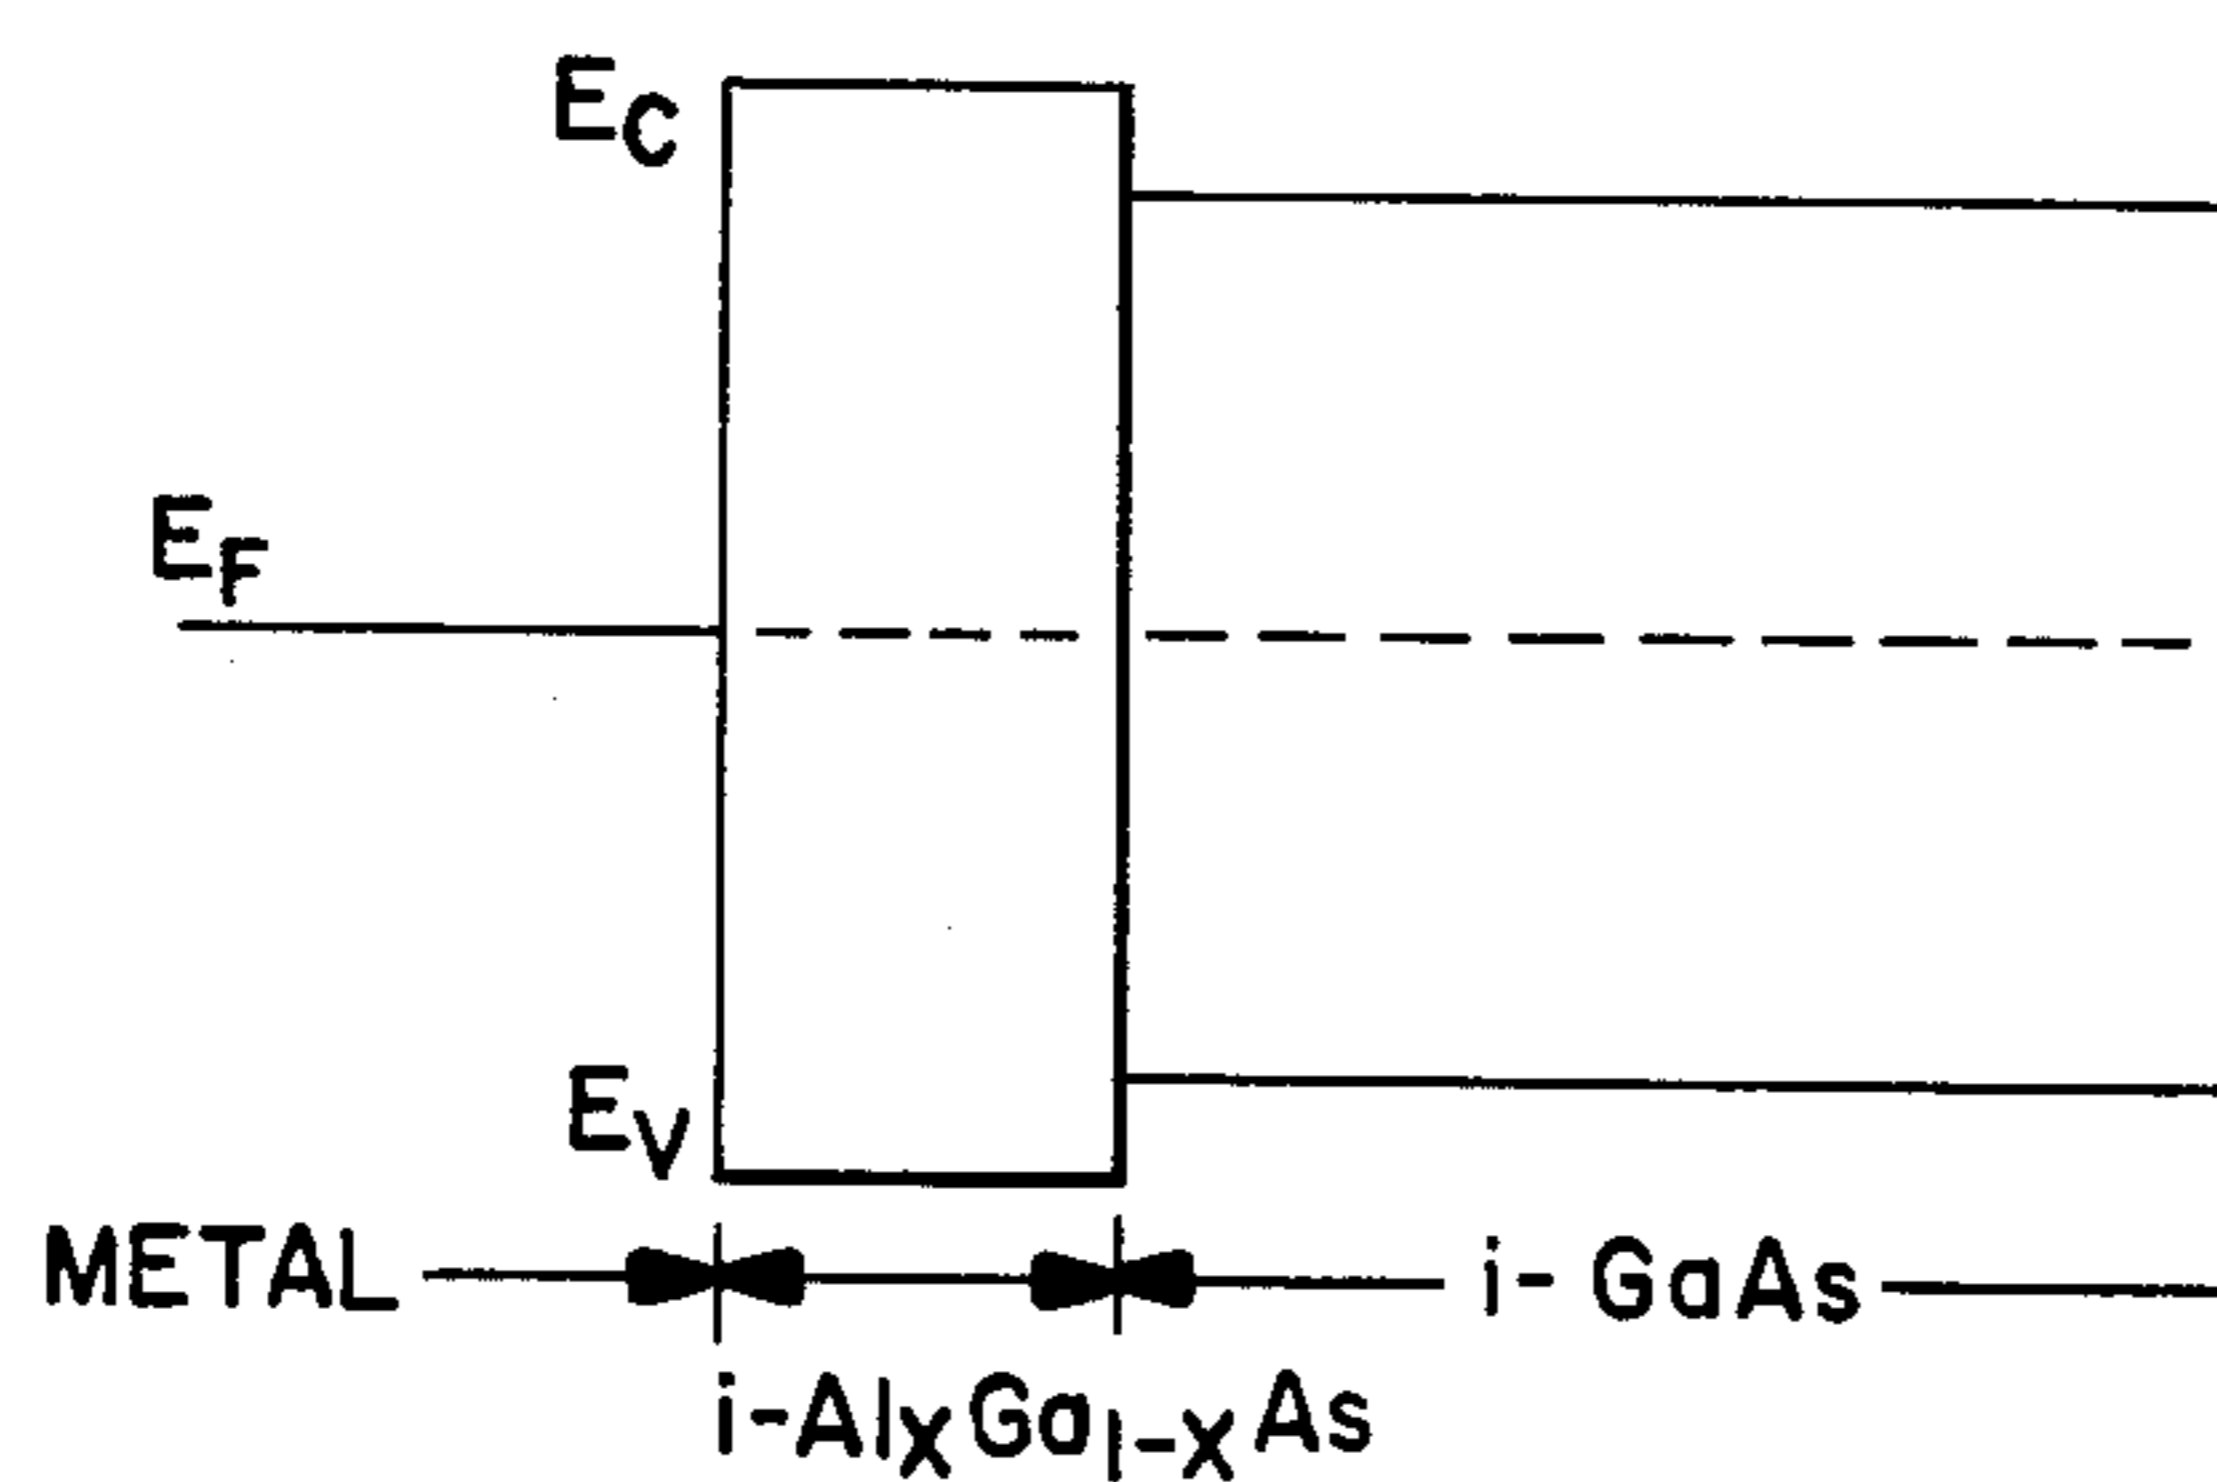 EC
EF
EV
METAL
i-GaAs
i-AlxGa1-xAs